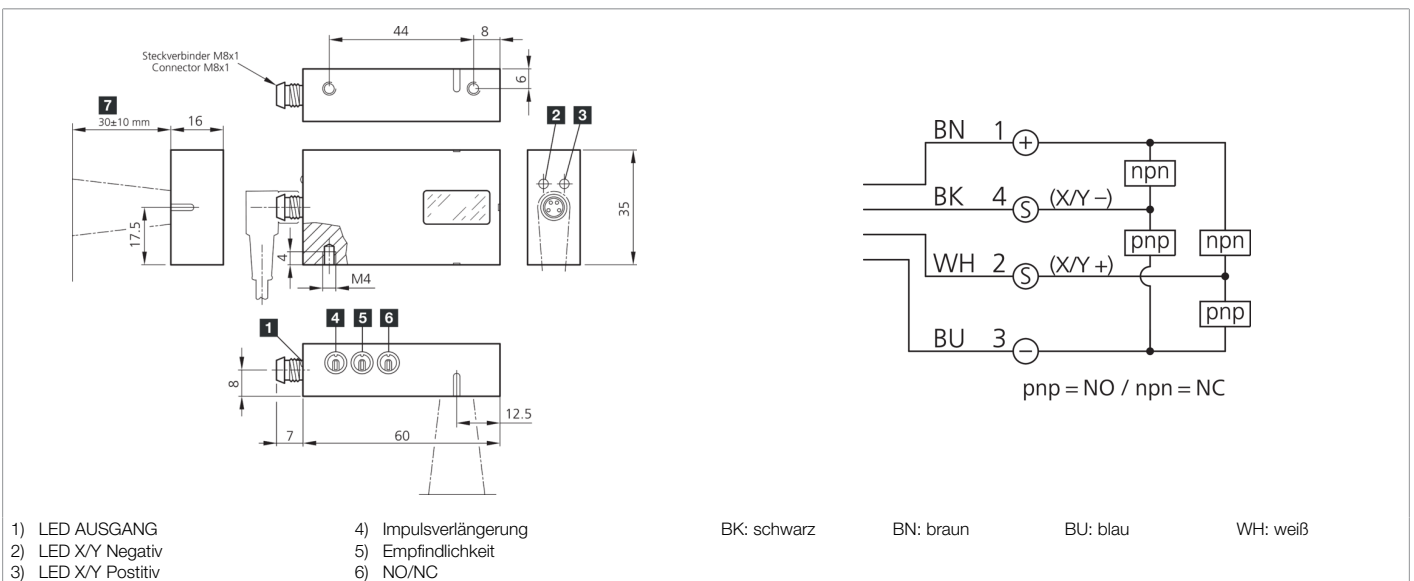 44
8
Steckverbinder M8x1
Connector M8x1
6
7
30±10 mm
16
2
3
17.5
4
M4
35
1
4
5
6
8
7
60
12.5
BN 1 +
npn
BK 4 S (X/Y –)
pnp
npn
WH 2 S (X/Y +)
pnp
BU 3 –
pnp = NO / npn = NC
1) LED AUSGANG
2) LED X/Y Negativ
3) LED X/Y Postitiv
4) Impulsverlängerung
5) Empfindlichkeit
6) NO/NC
BK: schwarz
BN: braun
BU: blau
WH: weiß